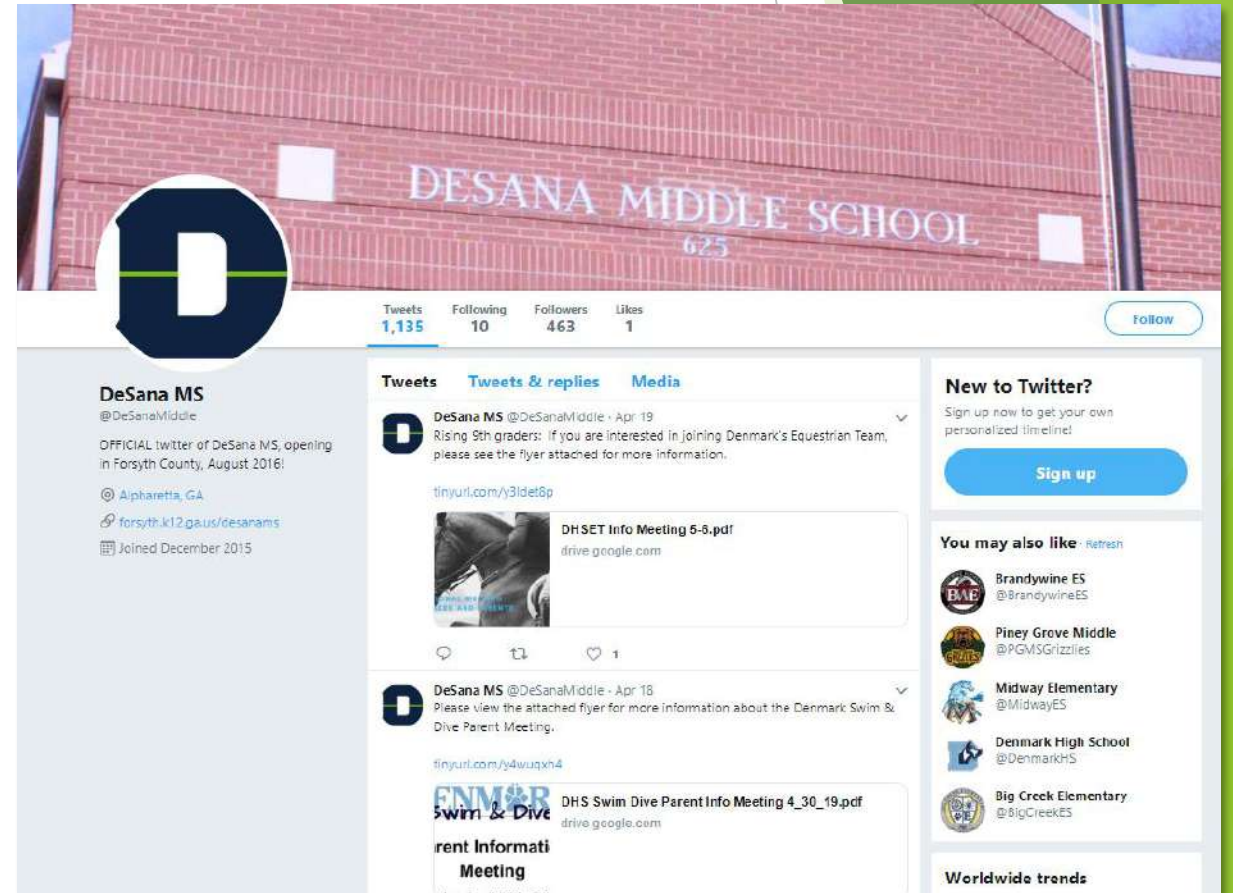 DESANA MIDDLE SCHOOL
625
D
Tweets
1,135
Following
10
Followers
463
Likes
1
Follow
DeSana MS
@DeSanaMiddle
OFFICIAL twitter of DeSana MS, opening
in Forsyth County, August 2016!
Alpharetta, GA
forsyth.k12.ga.us/desanams
Joined December 2015
Tweets Tweets & replies Media
DeSana MS @DeSanaMiddle · Apr 19
Rising 9th graders: If you are interested in joining Denmark's Equestrian Team,
please see the flyer attached for more information.
tinyurl.com/y3ldet8p
DHSET Info Meeting 5-6.pdf
drive.google.com
1
DeSana MS @DeSanaMiddle · Apr 18
Please view the attached flyer for more information about the Denmark Swim &
Dive Parent Meeting.
tinyurl.com/y4wuqxh4
Swim & Dive
rent Informati
Meeting
DHS Swim Dive Parent Info Meeting 4_30_19.pdf
drive.google.com
New to Twitter?
Sign up now to get your own
personalized timeline!
Sign up
You may also like · Refresh
Brandywine ES
@BrandywineES
Piney Grove Middle
@PGMSGrizzlies
Midway Elementary
@MidwayES
Denmark High School
@DenmarkHS
Big Creek Elementary
@BigCreekES
Worldwide trends